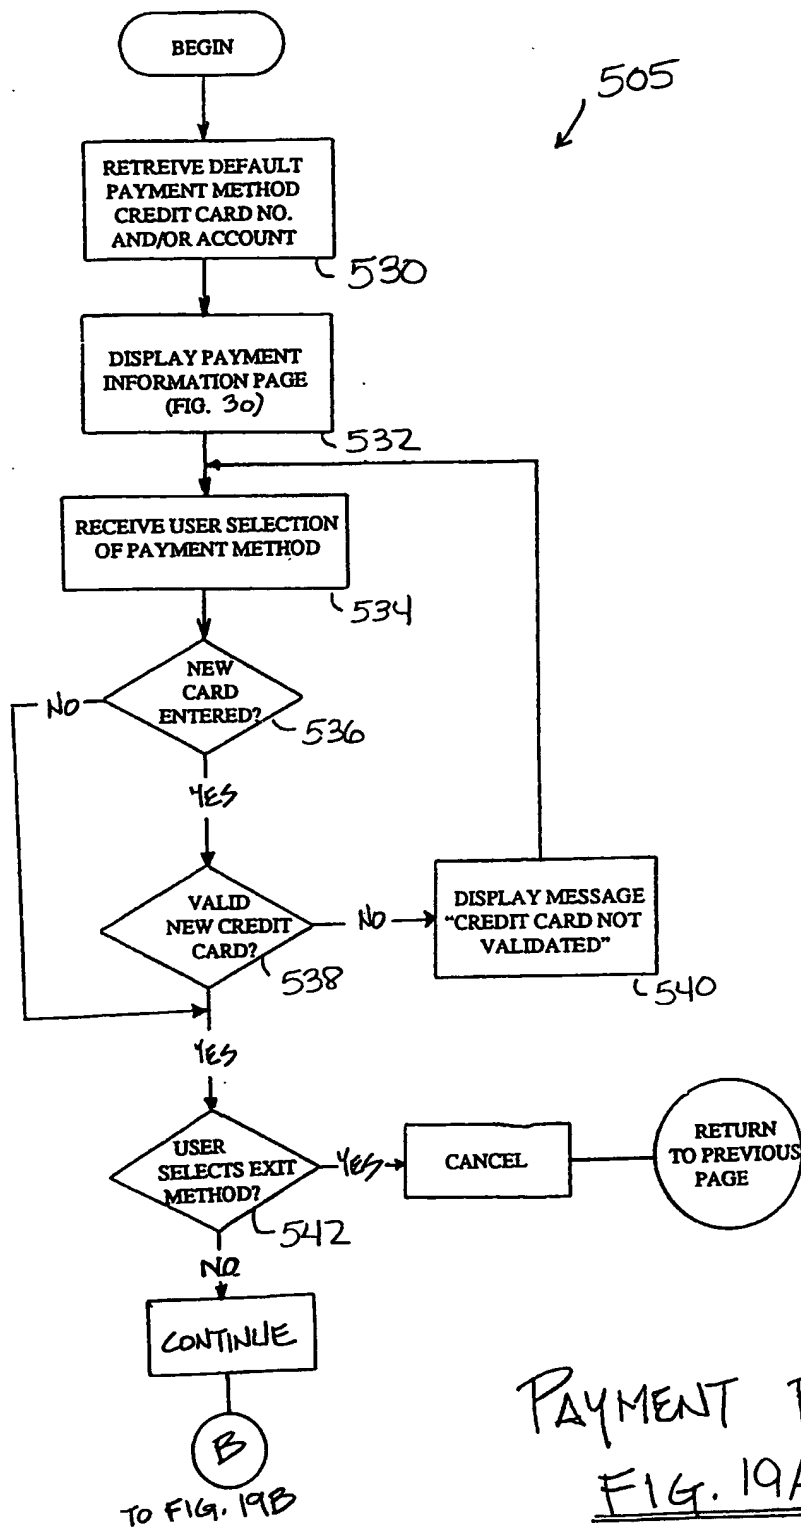 BEGIN
505
RETREIVE DEFAULT
PAYMENT METHOD
CREDIT CARD NO.
AND/OR ACCOUNT
530
DISPLAY PAYMENT
INFORMATION PAGE
(FIG. 30)
532
RECEIVE USER SELECTION
OF PAYMENT METHOD
534
NEW
CARD
ENTERED?
NO
536
YES
VALID
NEW CREDIT
CARD?
NO
538
DISPLAY MESSAGE
"CREDIT CARD NOT
VALIDATED"
540
YES
USER
SELECTS EXIT
METHOD?
YES
542
CANCEL
RETURN
TO PREVIOUS
PAGE
NO
CONTINUE
B
TO FIG. 19B
PAYMENT
FIG. 19A